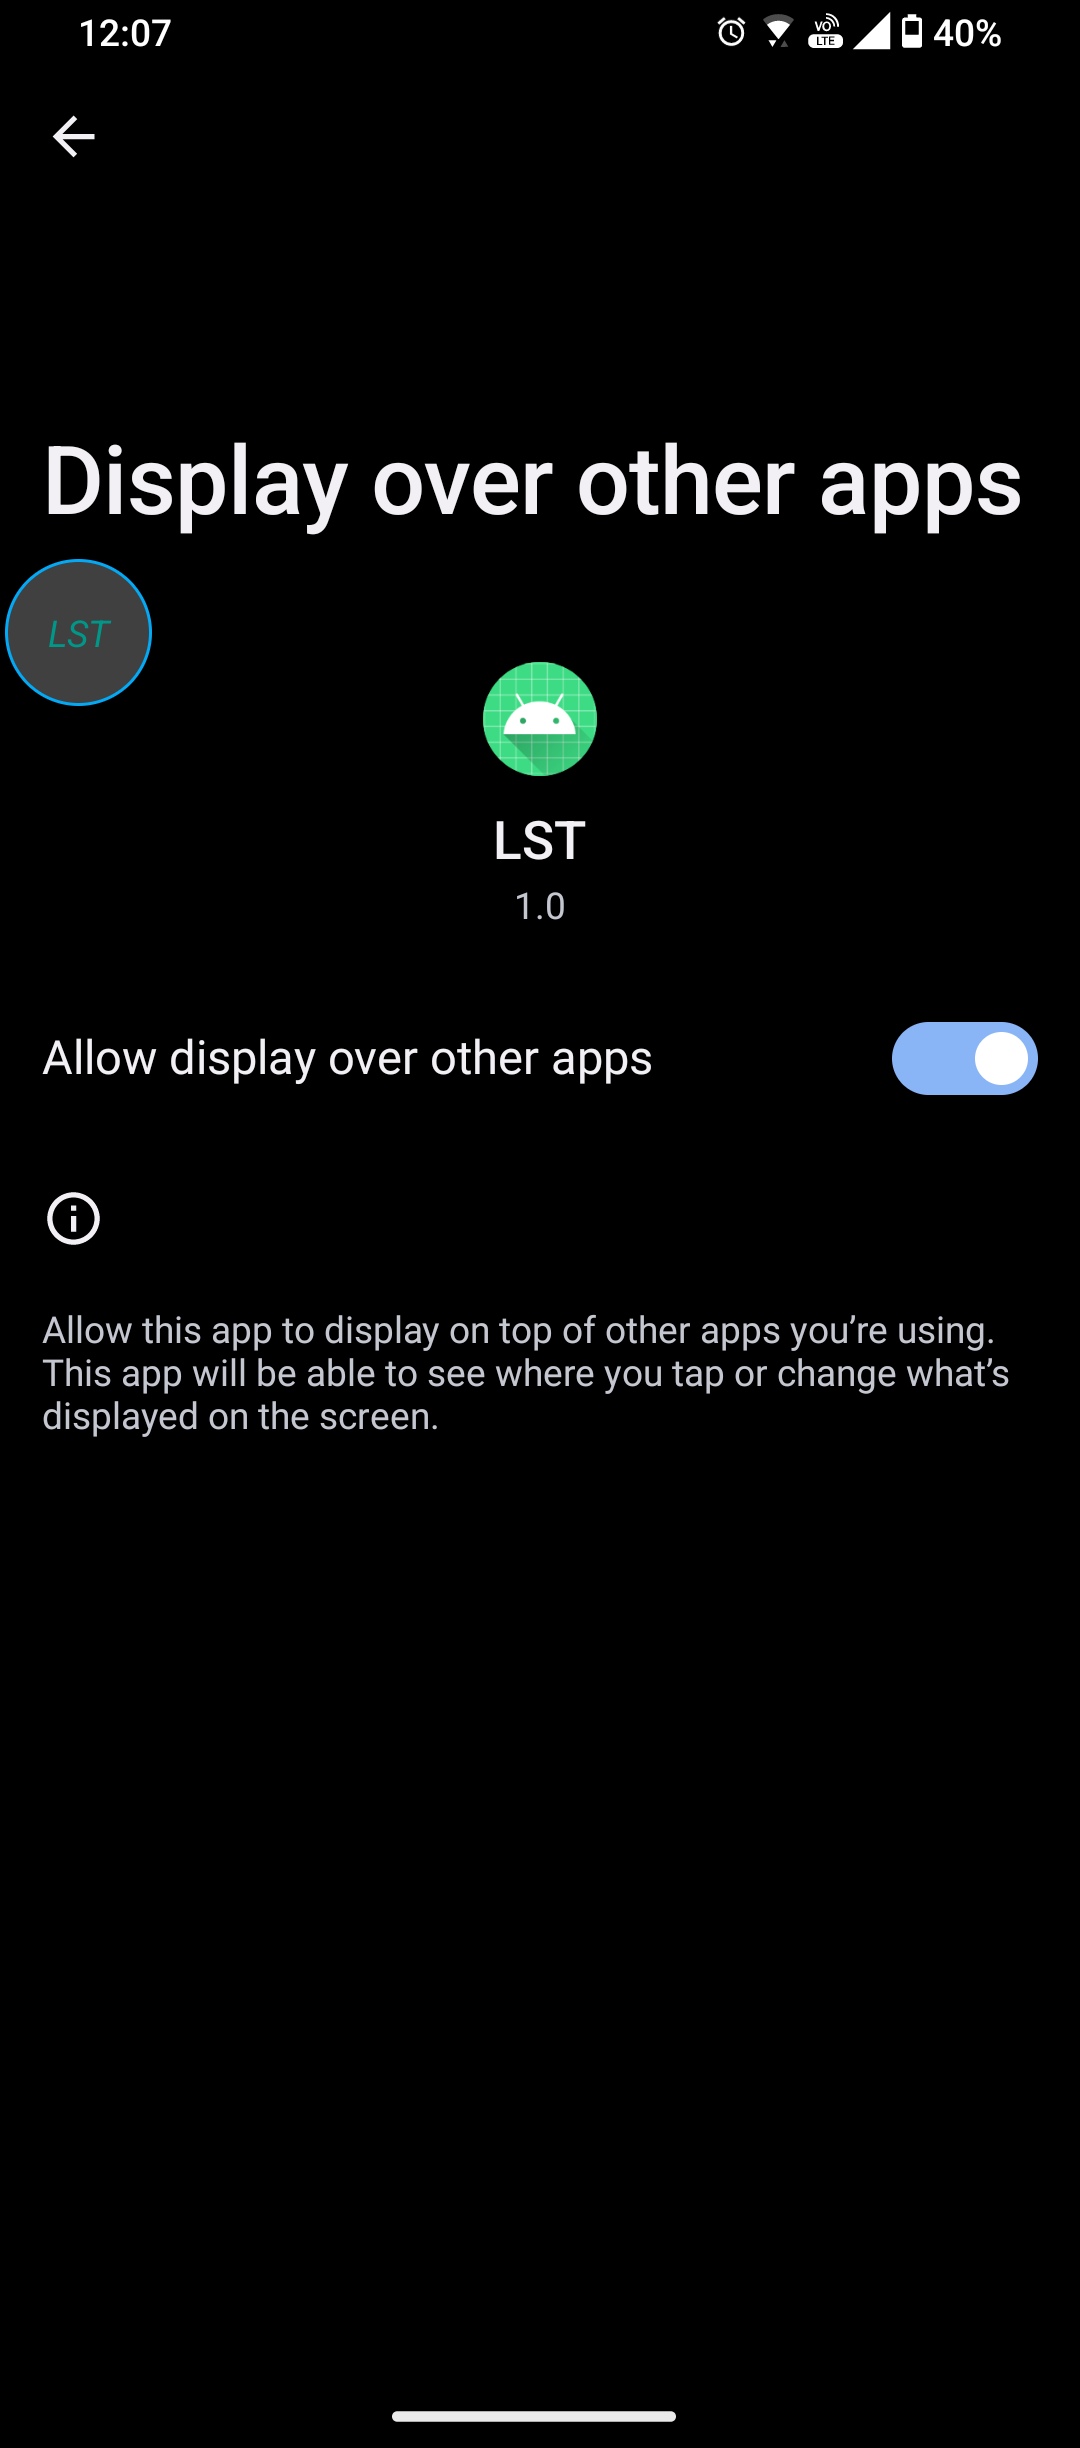 12:07
VO
LTE
40%
Display over other apps
LST
LST
1.0
Allow display over other apps
Allow this app to display on top of other apps you’re using.
This app will be able to see where you tap or change what’s
displayed on the screen.